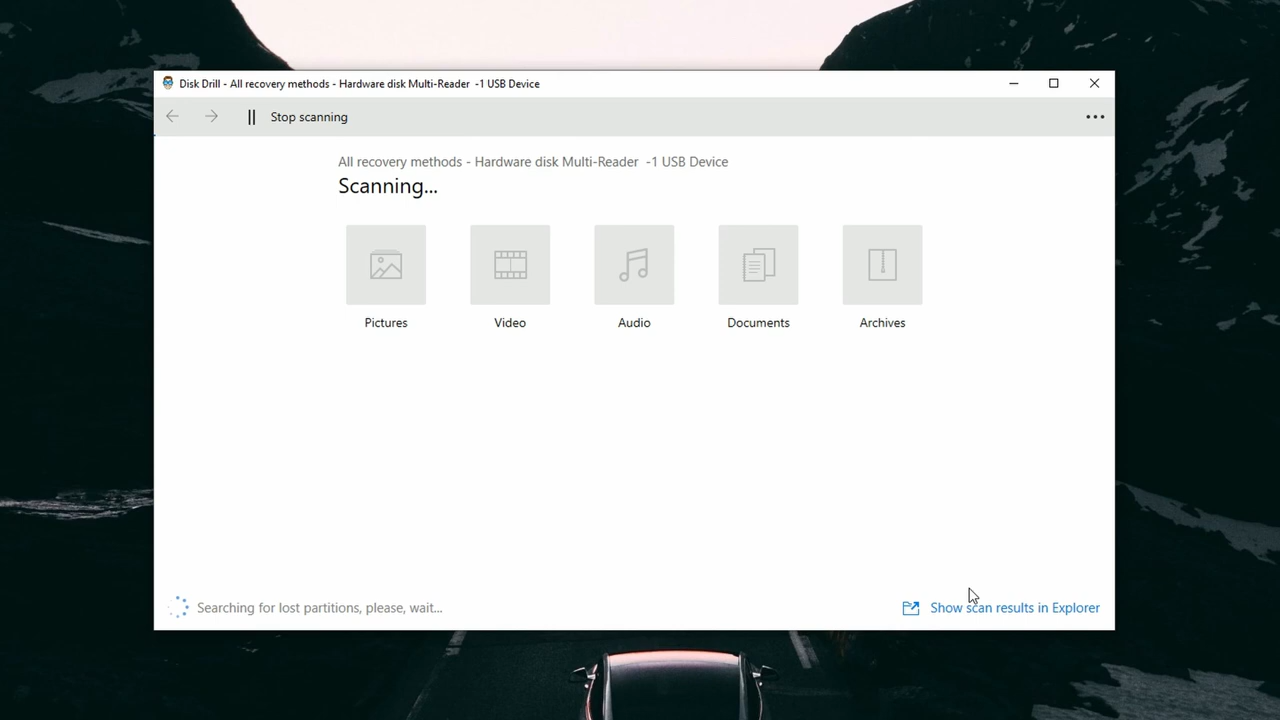 Disk Drill - All recovery methods - Hardware disk Multi-Reader  -1 USB Device
Stop scanning
All recovery methods - Hardware disk Multi-Reader  -1 USB Device
Scanning...
Pictures Video Audio Documents Archives
Searching for lost partitions, please, wait... Show scan results in Explorer